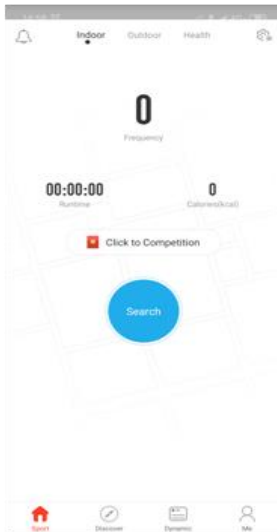 Indoor Outdoor Health
0
Frequency
00:00:00 0
Runtime Calories(kcal)
Click to Competition
Search
Sport Discover Dynamic Me